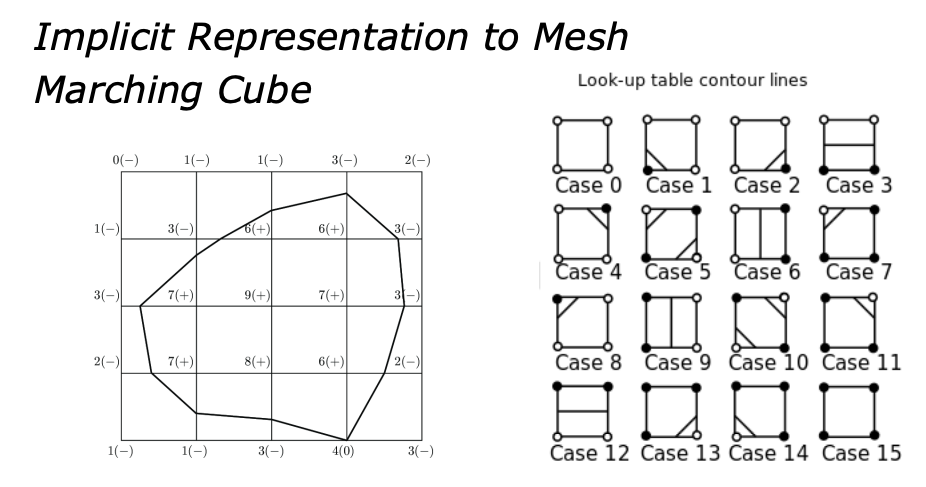 Implicit Representation to Mesh
Marching Cube
Look-up table contour lines
0(−) 1(−) 1(−) 3(−) 2(−)
1(−) 3(−) 6(+) 6(+) 3(−)
3(−) 7(+) 9(+) 7(+) 3(−)
2(−) 7(+) 8(+) 6(+) 2(−)
1(−) 1(−) 3(−) 4(0) 3(−)
Case 0 Case 1 Case 2 Case 3
Case 4 Case 5 Case 6 Case 7
Case 8 Case 9 Case 10 Case 11
Case 12 Case 13 Case 14 Case 15